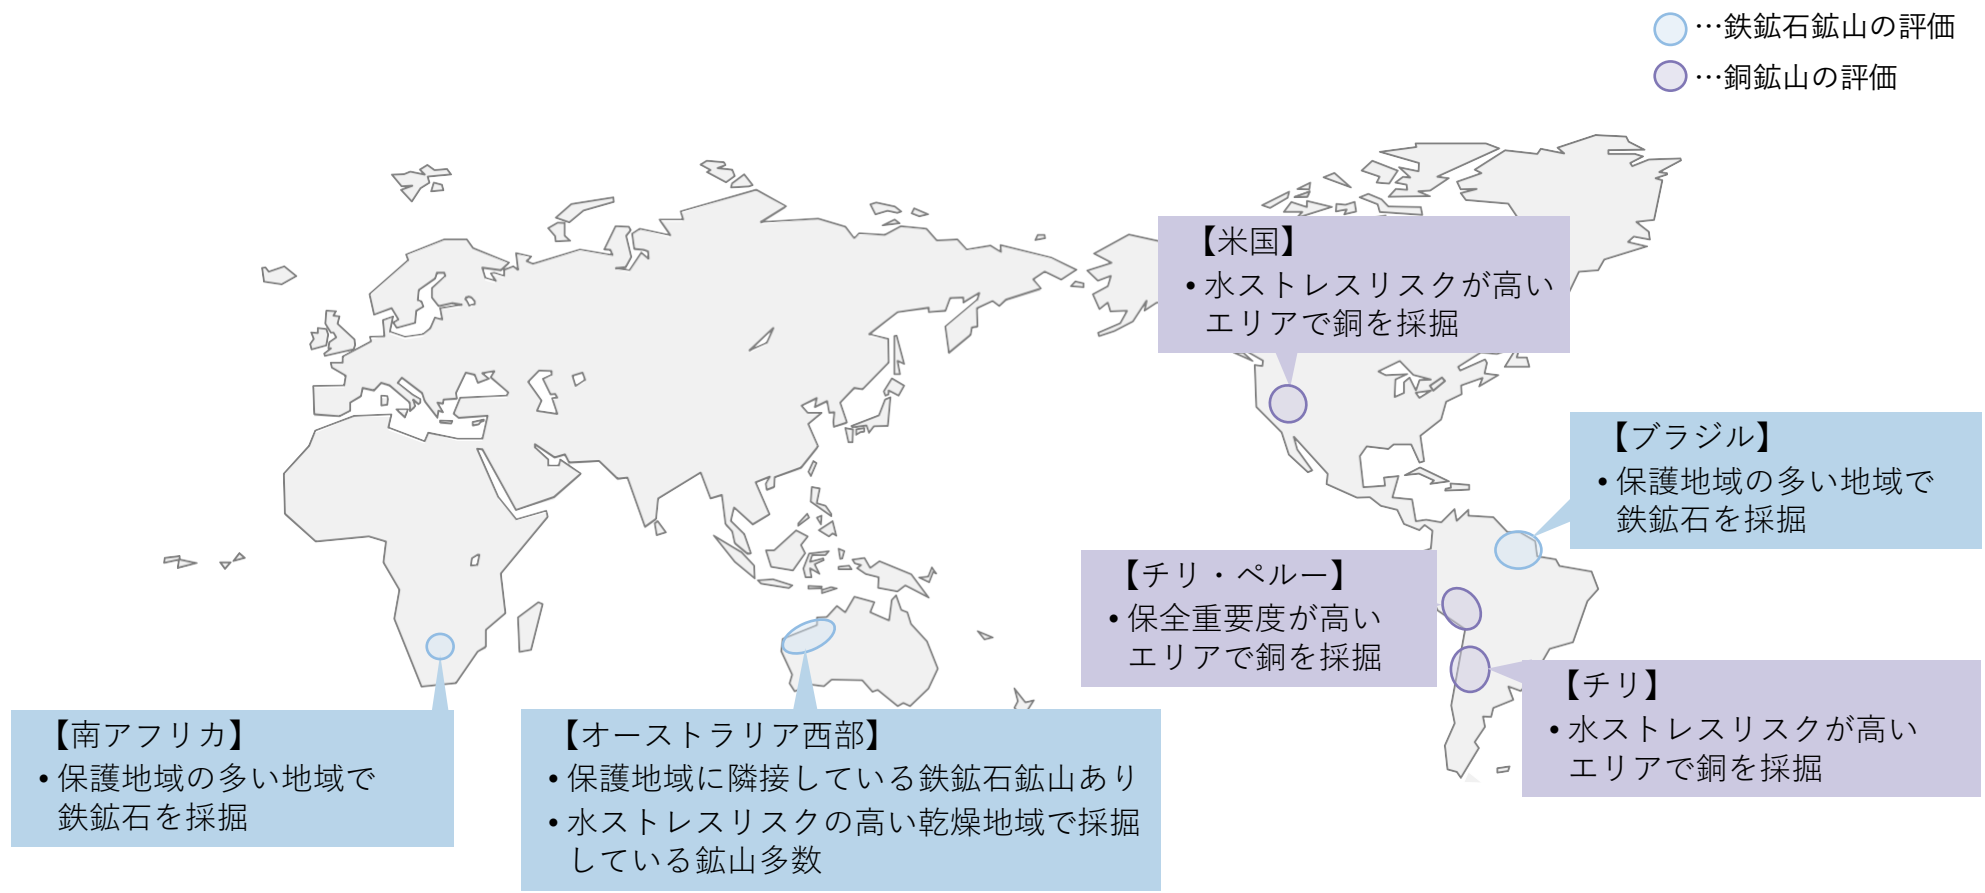 …鉄鉱石鉱山の評価
…銅鉱山の評価
【米国】
• 水ストレスリスクが高い
エリアで銅を採掘
【ブラジル】
• 保護地域の多い地域で
鉄鉱石を採掘
【チリ・ペルー】
• 保全重要度が高い
エリアで銅を採掘
【チリ】
• 水ストレスリスクが高い
エリアで銅を採掘
【南アフリカ】
• 保護地域の多い地域で
鉄鉱石を採掘
【オーストラリア西部】
• 保護地域に隣接している鉄鉱石鉱山あり
• 水ストレスリスクの高い乾燥地域で採掘
している鉱山多数